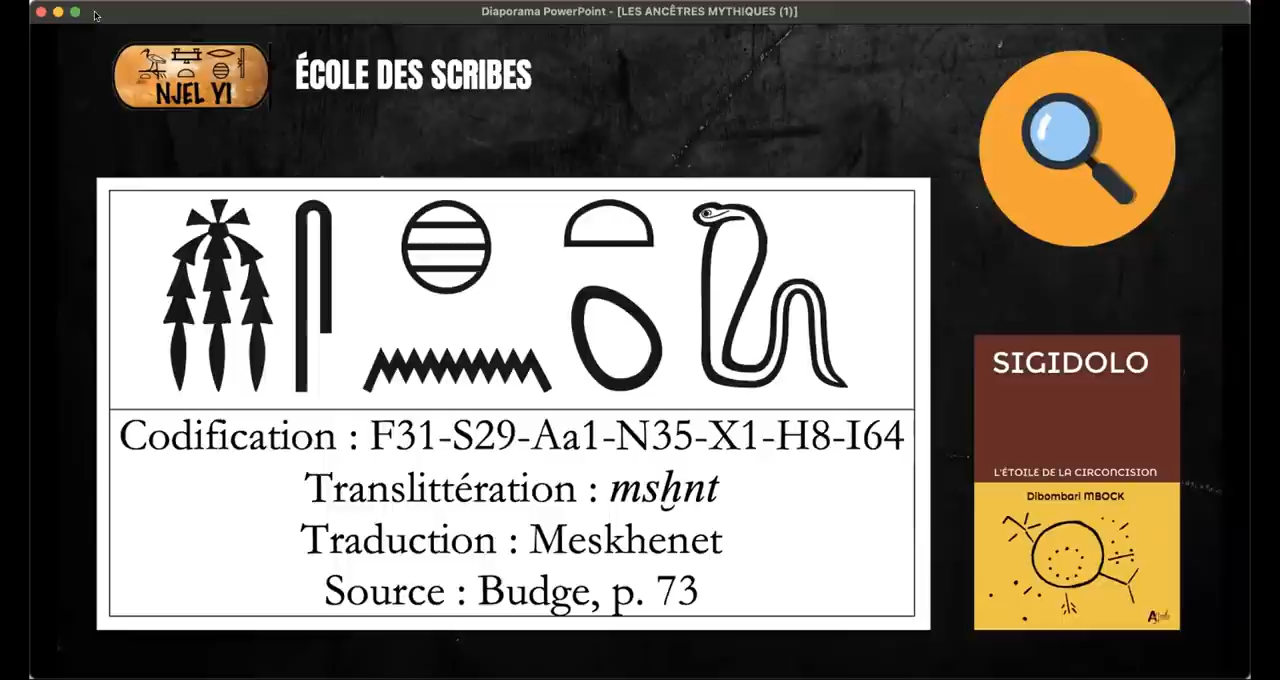 Diaporama PowerPoint - [LES ANCÊTRES MYTHIQUES (1)]
NJEL YI
ÉCOLE DES SCRIBES
Codification : F31-S29-Aa1-N35-X1-H8-I64
Translittération : msḫnt
Traduction : Meskhenet
Source : Budge, p. 73
SIGIDOLO
L'ÉTOILE DE LA CIRCONCISION
Dibombari MBOCK